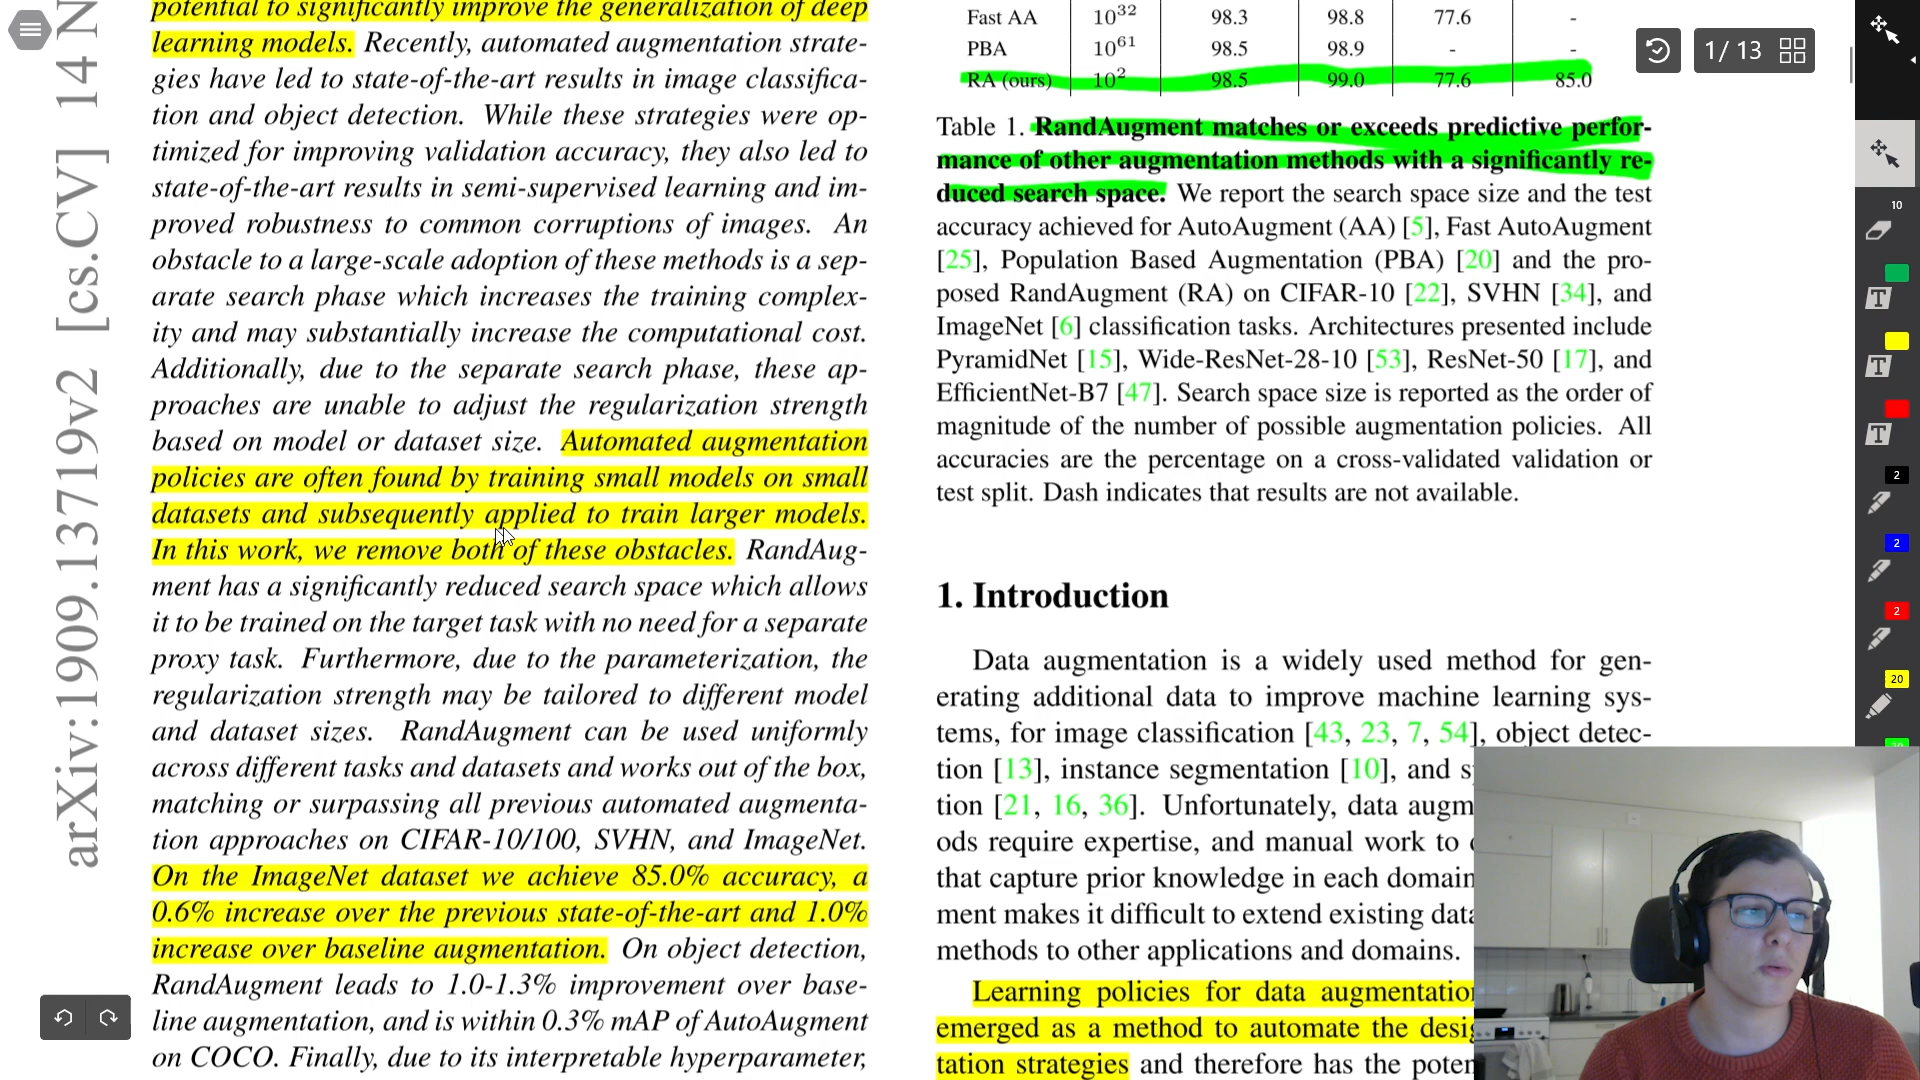 arXiv:1909.13719v2 [cs.CV] 14 N
potential to significantly improve the generalization of deep
learning models. Recently, automated augmentation strate-
gies have led to state-of-the-art results in image classifica-
tion and object detection. While these strategies were op-
timized for improving validation accuracy, they also led to
state-of-the-art results in semi-supervised learning and im-
proved robustness to common corruptions of images. An
obstacle to a large-scale adoption of these methods is a sep-
arate search phase which increases the training complex-
ity and may substantially increase the computational cost.
Additionally, due to the separate search phase, these ap-
proaches are unable to adjust the regularization strength
based on model or dataset size. Automated augmentation
policies are often found by training small models on small
datasets and subsequently applied to train larger models.
In this work, we remove both of these obstacles. RandAug-
ment has a significantly reduced search space which allows
it to be trained on the target task with no need for a separate
proxy task. Furthermore, due to the parameterization, the
regularization strength may be tailored to different model
and dataset sizes. RandAugment can be used uniformly
across different tasks and datasets and works out of the box,
matching or surpassing all previous automated augmenta-
tion approaches on CIFAR-10/100, SVHN, and ImageNet.
On the ImageNet dataset we achieve 85.0% accuracy, a
0.6% increase over the previous state-of-the-art and 1.0%
increase over baseline augmentation. On object detection,
RandAugment leads to 1.0-1.3% improvement over base-
line augmentation, and is within 0.3% mAP of AutoAugment
on COCO. Finally, due to its interpretable hyperparameter,
Fast AA 10³² 98.3 98.8 77.6 -
PBA 10⁶¹ 98.5 98.9 - -
RA (ours) 10² 98.5 99.0 77.6 85.0
Table 1. RandAugment matches or exceeds predictive perfor-
mance of other augmentation methods with a significantly re-
duced search space. We report the search space size and the test
accuracy achieved for AutoAugment (AA) [5], Fast AutoAugment
[25], Population Based Augmentation (PBA) [20] and the pro-
posed RandAugment (RA) on CIFAR-10 [22], SVHN [34], and
ImageNet [6] classification tasks. Architectures presented include
PyramidNet [15], Wide-ResNet-28-10 [53], ResNet-50 [17], and
EfficientNet-B7 [47]. Search space size is reported as the order of
magnitude of the number of possible augmentation policies. All
accuracies are the percentage on a cross-validated validation or
test split. Dash indicates that results are not available.
1. Introduction
Data augmentation is a widely used method for gen-
erating additional data to improve machine learning sys-
tems, for image classification [43, 23, 7, 54], object detec-
tion [13], instance segmentation [10], and s
tion [21, 16, 36]. Unfortunately, data augm
ods require expertise, and manual work to
that capture prior knowledge in each domain
ment makes it difficult to extend existing data
methods to other applications and domains.
Learning policies for data augmentation
emerged as a method to automate the desig
tation strategies and therefore has the poten
1/ 13
10
T
T
T
2
2
2
20